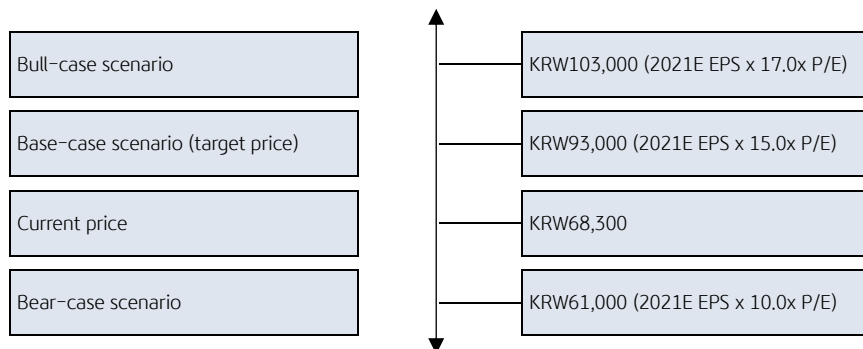 Bull-case scenario
KRW103,000 (2021E EPS x 17.0x P/E)
Base-case scenario (target price)
KRW93,000 (2021E EPS x 15.0x P/E)
Current price
KRW68,300
Bear-case scenario
KRW61,000 (2021E EPS x 10.0x P/E)